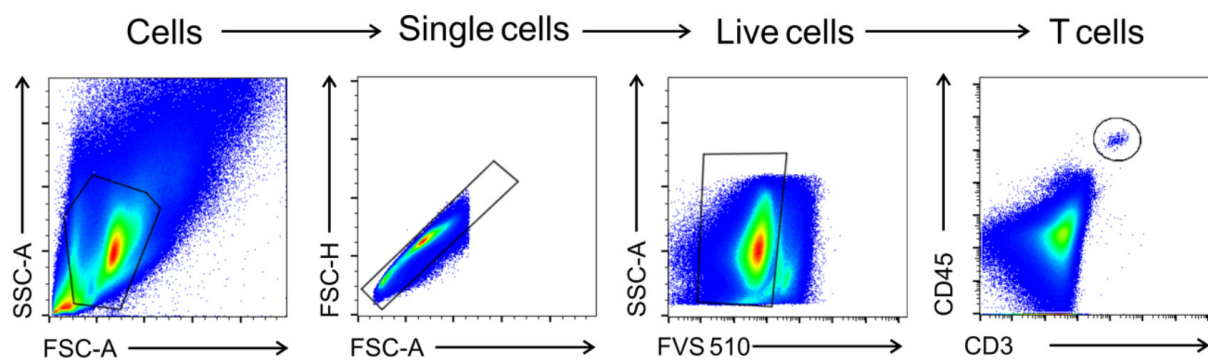 Cells
Single cells
Live cells
T cells
SSC-A
FSC-A
FSC-H
FSC-A
SSC-A
FVS 510
CD45
CD3